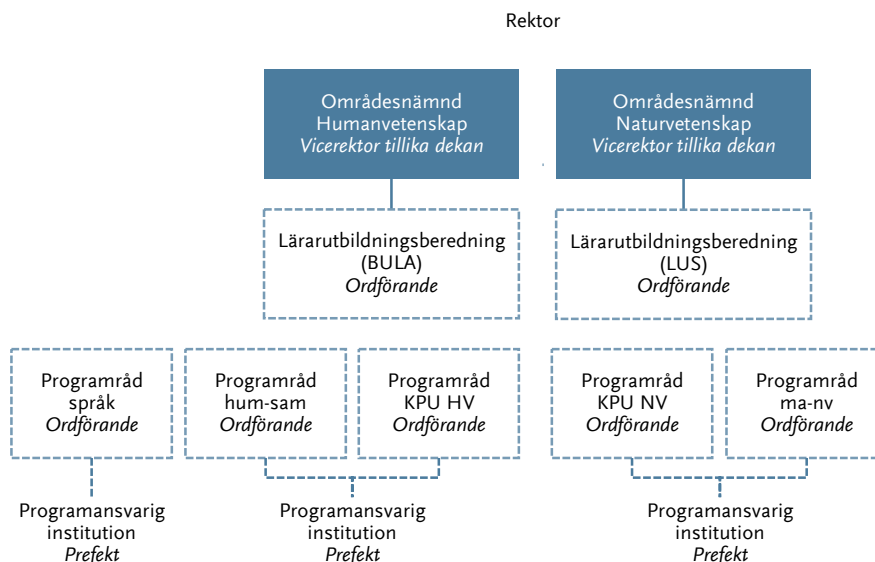 Rektor
Områdesnämnd
Humanvetenskap
Vicerektor tillika dekan
Områdesnämnd
Naturvetenskap
Vicerektor tillika dekan
Lärarutbildningsberedning
(BULA)
Ordförande
Lärarutbildningsberedning
(LUS)
Ordförande
Programråd
språk
Ordförande
Programråd
hum-sam
Ordförande
Programråd
KPU HV
Ordförande
Programråd
KPU NV
Ordförande
Programråd
ma-nv
Ordförande
Programansvarig
institution
Prefekt
Programansvarig
institution
Prefekt
Programansvarig
institution
Prefekt